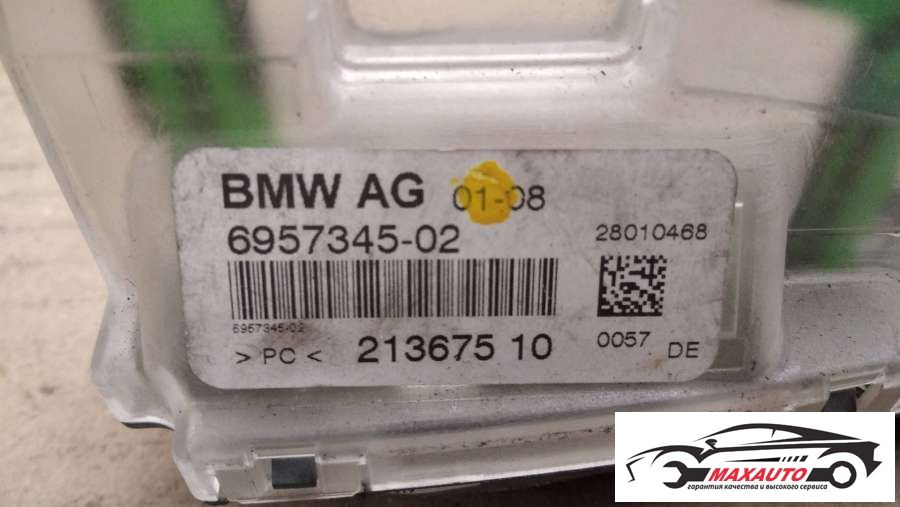 BMW AG 01-08
6957345-02
28010468
6957345-02
> PC < 213675 10
0057 DE
MAXAUTO
гарантия качества и высокого сервиса